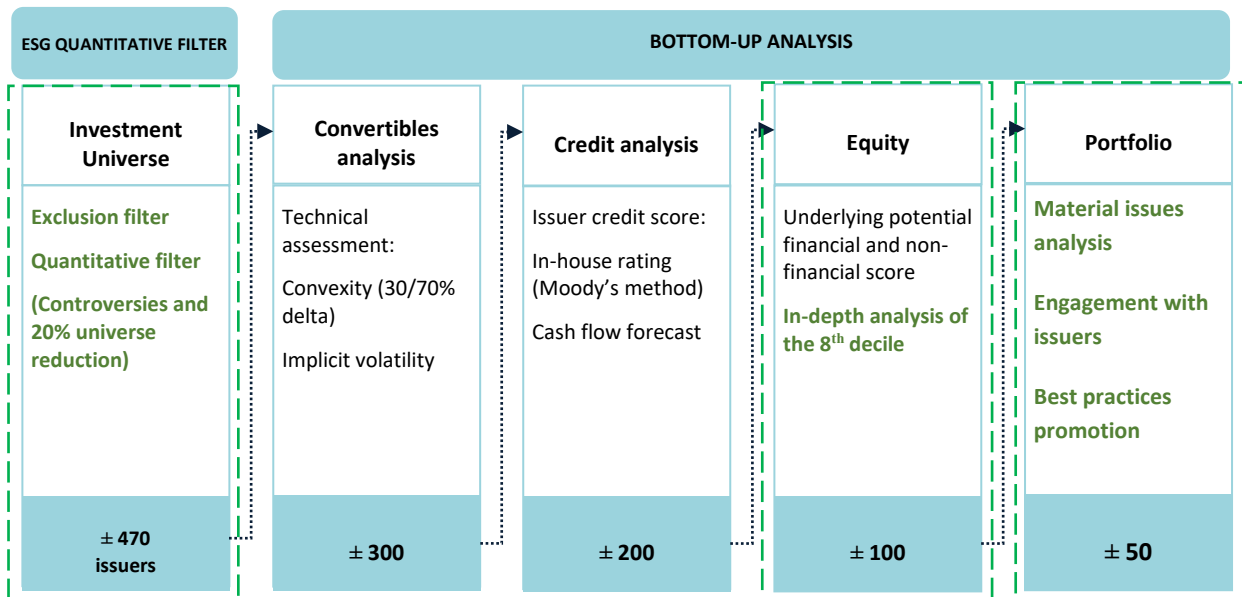 ESG QUANTITATIVE FILTER
BOTTOM-UP ANALYSIS
Investment
Universe
Exclusion filter
Quantitative filter
(Controversies and
20% universe
reduction)
± 470
issuers
Convertibles
analysis
Technical
assessment:
Convexity (30/70%
delta)
Implicit volatility
± 300
Credit analysis
Issuer credit score:
In-house rating
(Moody's method)
Cash flow forecast
± 200
Equity
Underlying potential
financial and non-
financial score
In-depth analysis of
the 8th decile
± 100
Portfolio
Material issues
analysis
Engagement with
issuers
Best practices
promotion
± 50